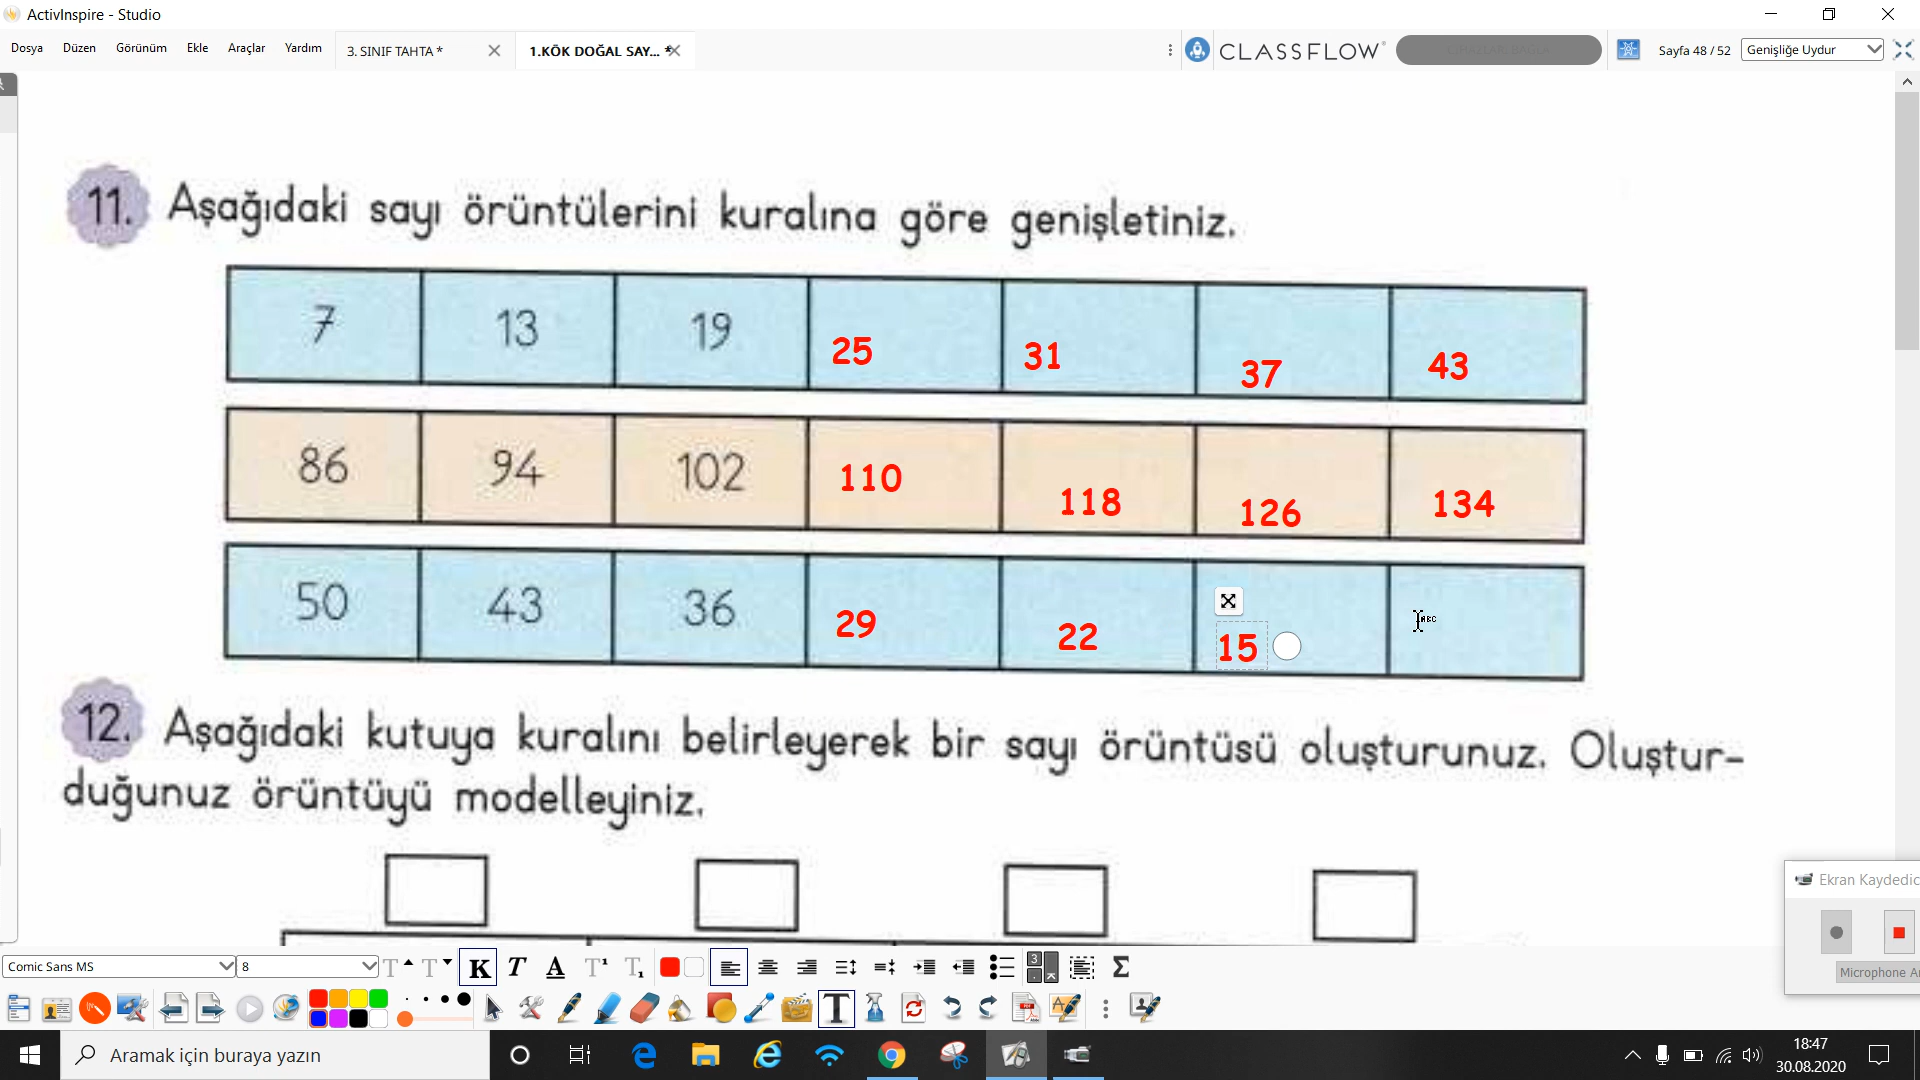 ActivInspire - Studio
Dosya Düzen Görünüm Ekle Araçlar Yardım 3. SINIF TAHTA * 1.KÖK DOĞAL SAY... * CLASSFLOW Sayfa 48 / 52 Genişliğe Uydur
11. Aşağıdaki sayı örüntülerini kuralına göre genişletiniz.
7 13 19 25 31 37 43
86 94 102 110 118 126 134
50 43 36 29 22 15
12. Aşağıdaki kutuya kuralını belirleyerek bir sayı örüntüsü oluşturunuz. Oluştur-
duğunuz örüntüyü modelleyiniz.
Ekran Kaydedic
Microphone
Comic Sans MS 8
Aramak için buraya yazın
18:47
30.08.2020